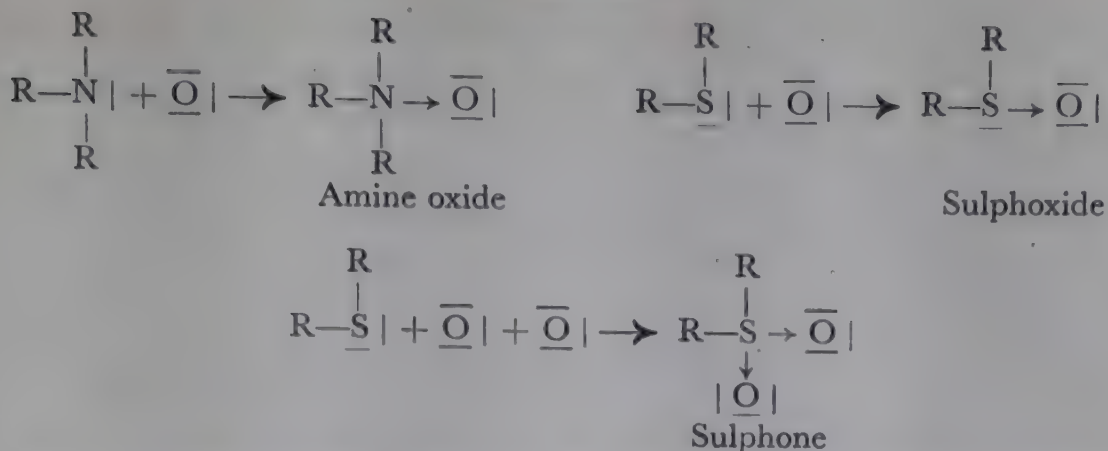 R R R
R—N| + O| → R—N→O| R—S| + O| → R—S→O|
R R
Amine oxide
Sulphoxide
R R
R—S| + O| + O| → R—S→O|
↓
|O|
Sulphone